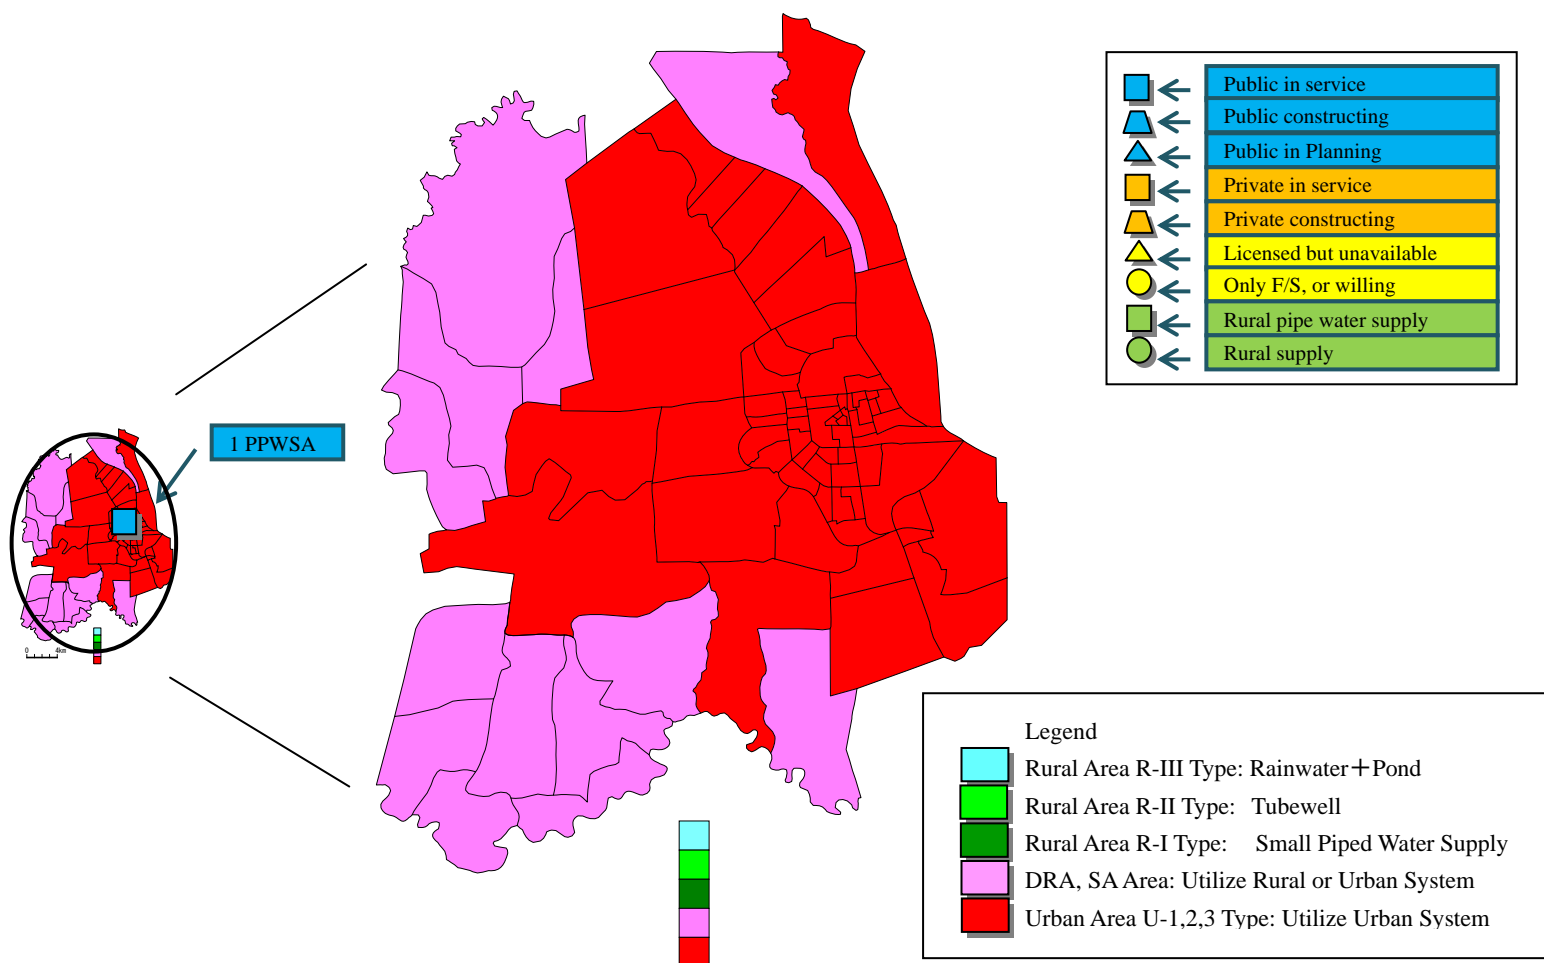 Public in service
Public constructing
Public in Planning
Private in service
Private constructing
Licensed but unavailable
Only F/S, or willing
Rural pipe water supply
Rural supply
1 PPWSA
0 4km
Legend
Rural Area R-III Type: Rainwater+Pond
Rural Area R-II Type: Tubewell
Rural Area R-I Type: Small Piped Water Supply
DRA, SA Area: Utilize Rural or Urban System
Urban Area U-1,2,3 Type: Utilize Urban System